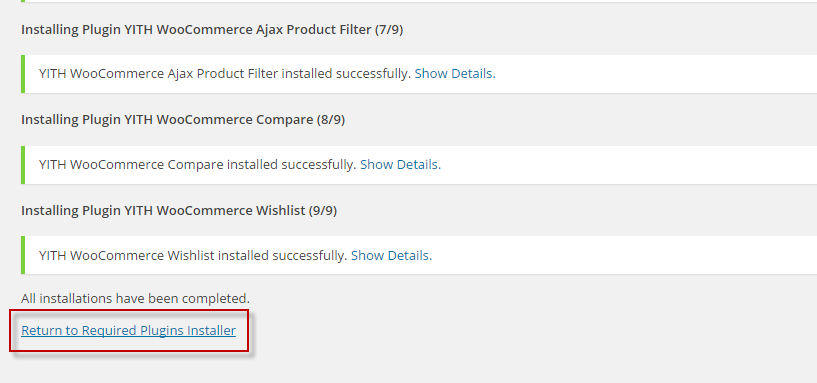 Installing Plugin YITH WooCommerce Ajax Product Filter (7/9)
YITH WooCommerce Ajax Product Filter installed successfully. Show Details.
Installing Plugin YITH WooCommerce Compare (8/9)
YITH WooCommerce Compare installed successfully. Show Details.
Installing Plugin YITH WooCommerce Wishlist (9/9)
YITH WooCommerce Wishlist installed successfully. Show Details.
All installations have been completed.
Return to Required Plugins Installer